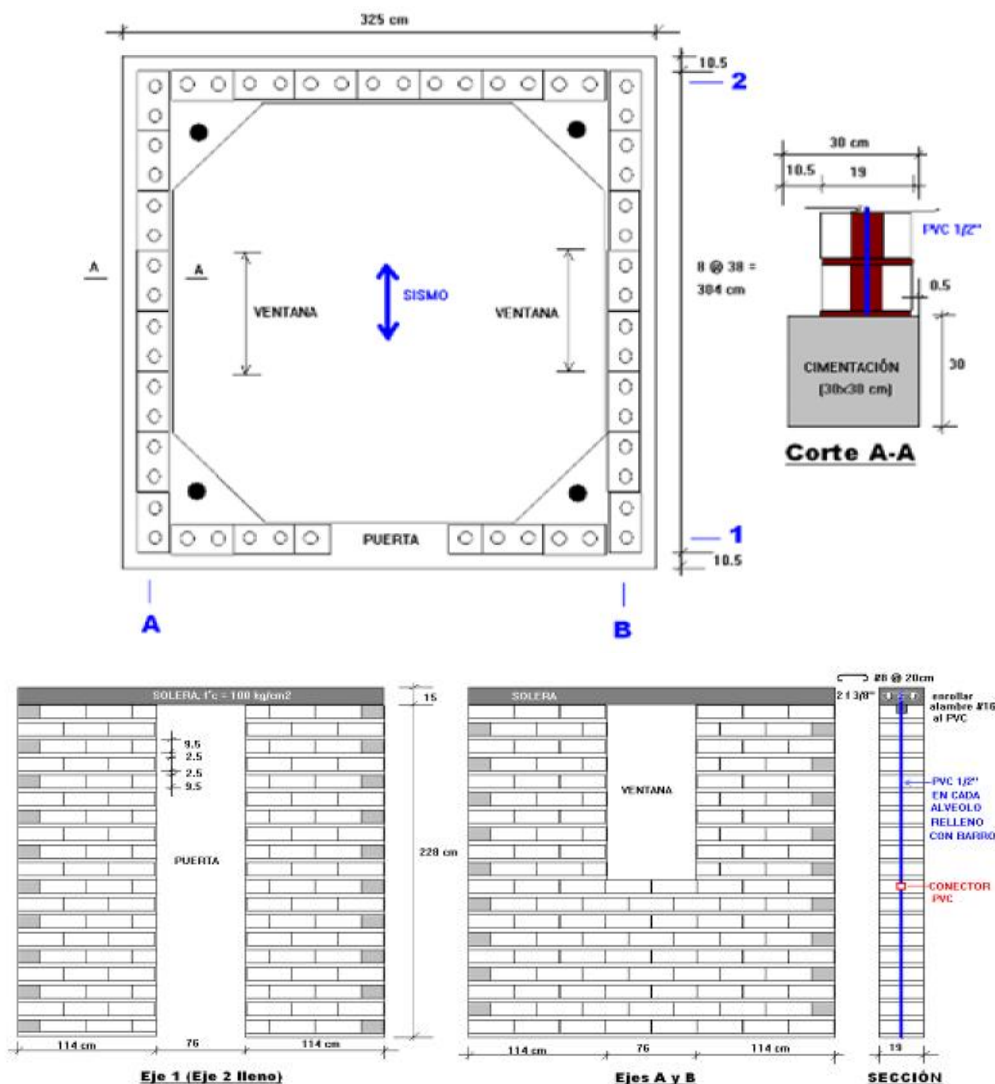 325 cm
10.5
2
A
A
VENTANA
SISMO
VENTANA
8 @ 38 =
304 cm
PUERTA
1
10.5
A
B
30 cm
10.5
19
PVC 1/2"
0.5
CIMENTACIÓN
(30x30 cm)
30
Corte A-A
SOLERA, f'c = 100 kg/cm2
15
9.5
2.5
2.5
9.5
PUERTA
228 cm
114 cm
76
114 cm
Eje 1 (Eje 2 lleno)
SOLERA
VENTANA
114 cm
76
114 cm
Ejes A y B
#8 @ 20cm
2 l 3/8"
enrollar
alambre #16
al PVC
PVC 1/2"
EN CADA
ALVEOLO
RELLENO
CON BARRO
CONECTOR
PVC
19
SECCIÓN